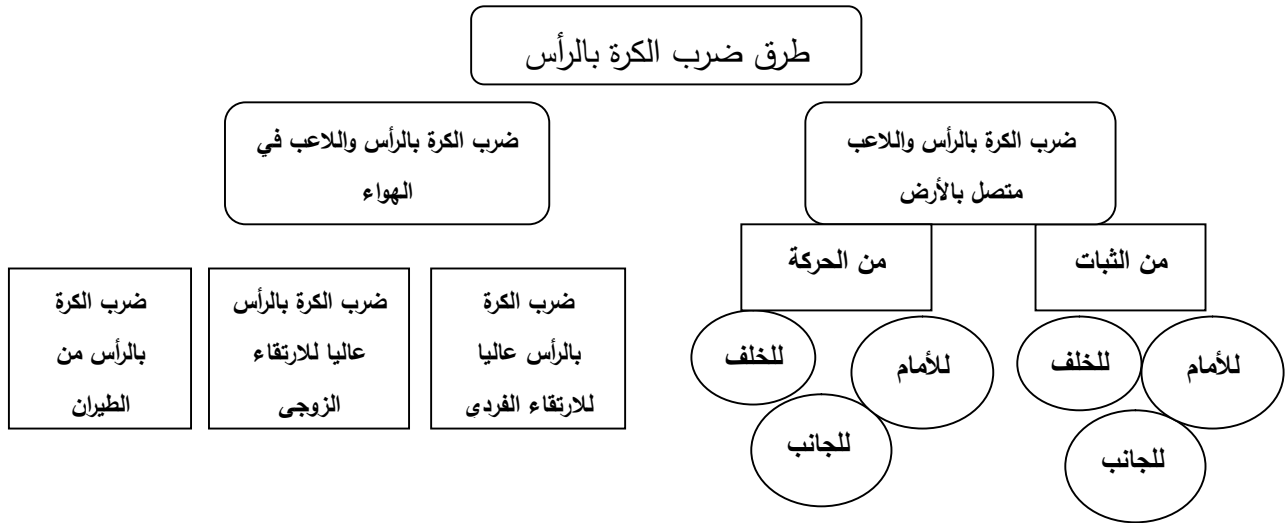 طرق ضرب الكرة بالرأس
ضرب الكرة بالرأس واللاعب
متصل بالأرض
ضرب الكرة بالرأس واللاعب في
الهواء
من الثبات
من الحركة
للأمام
للخلف
للجانب
للأمام
للخلف
للجانب
ضرب الكرة
بالرأس عاليا
للارتقاء الفردي
ضرب الكرة بالرأس
عاليا للارتقاء
الزوجي
ضرب الكرة
بالرأس من
الطيران